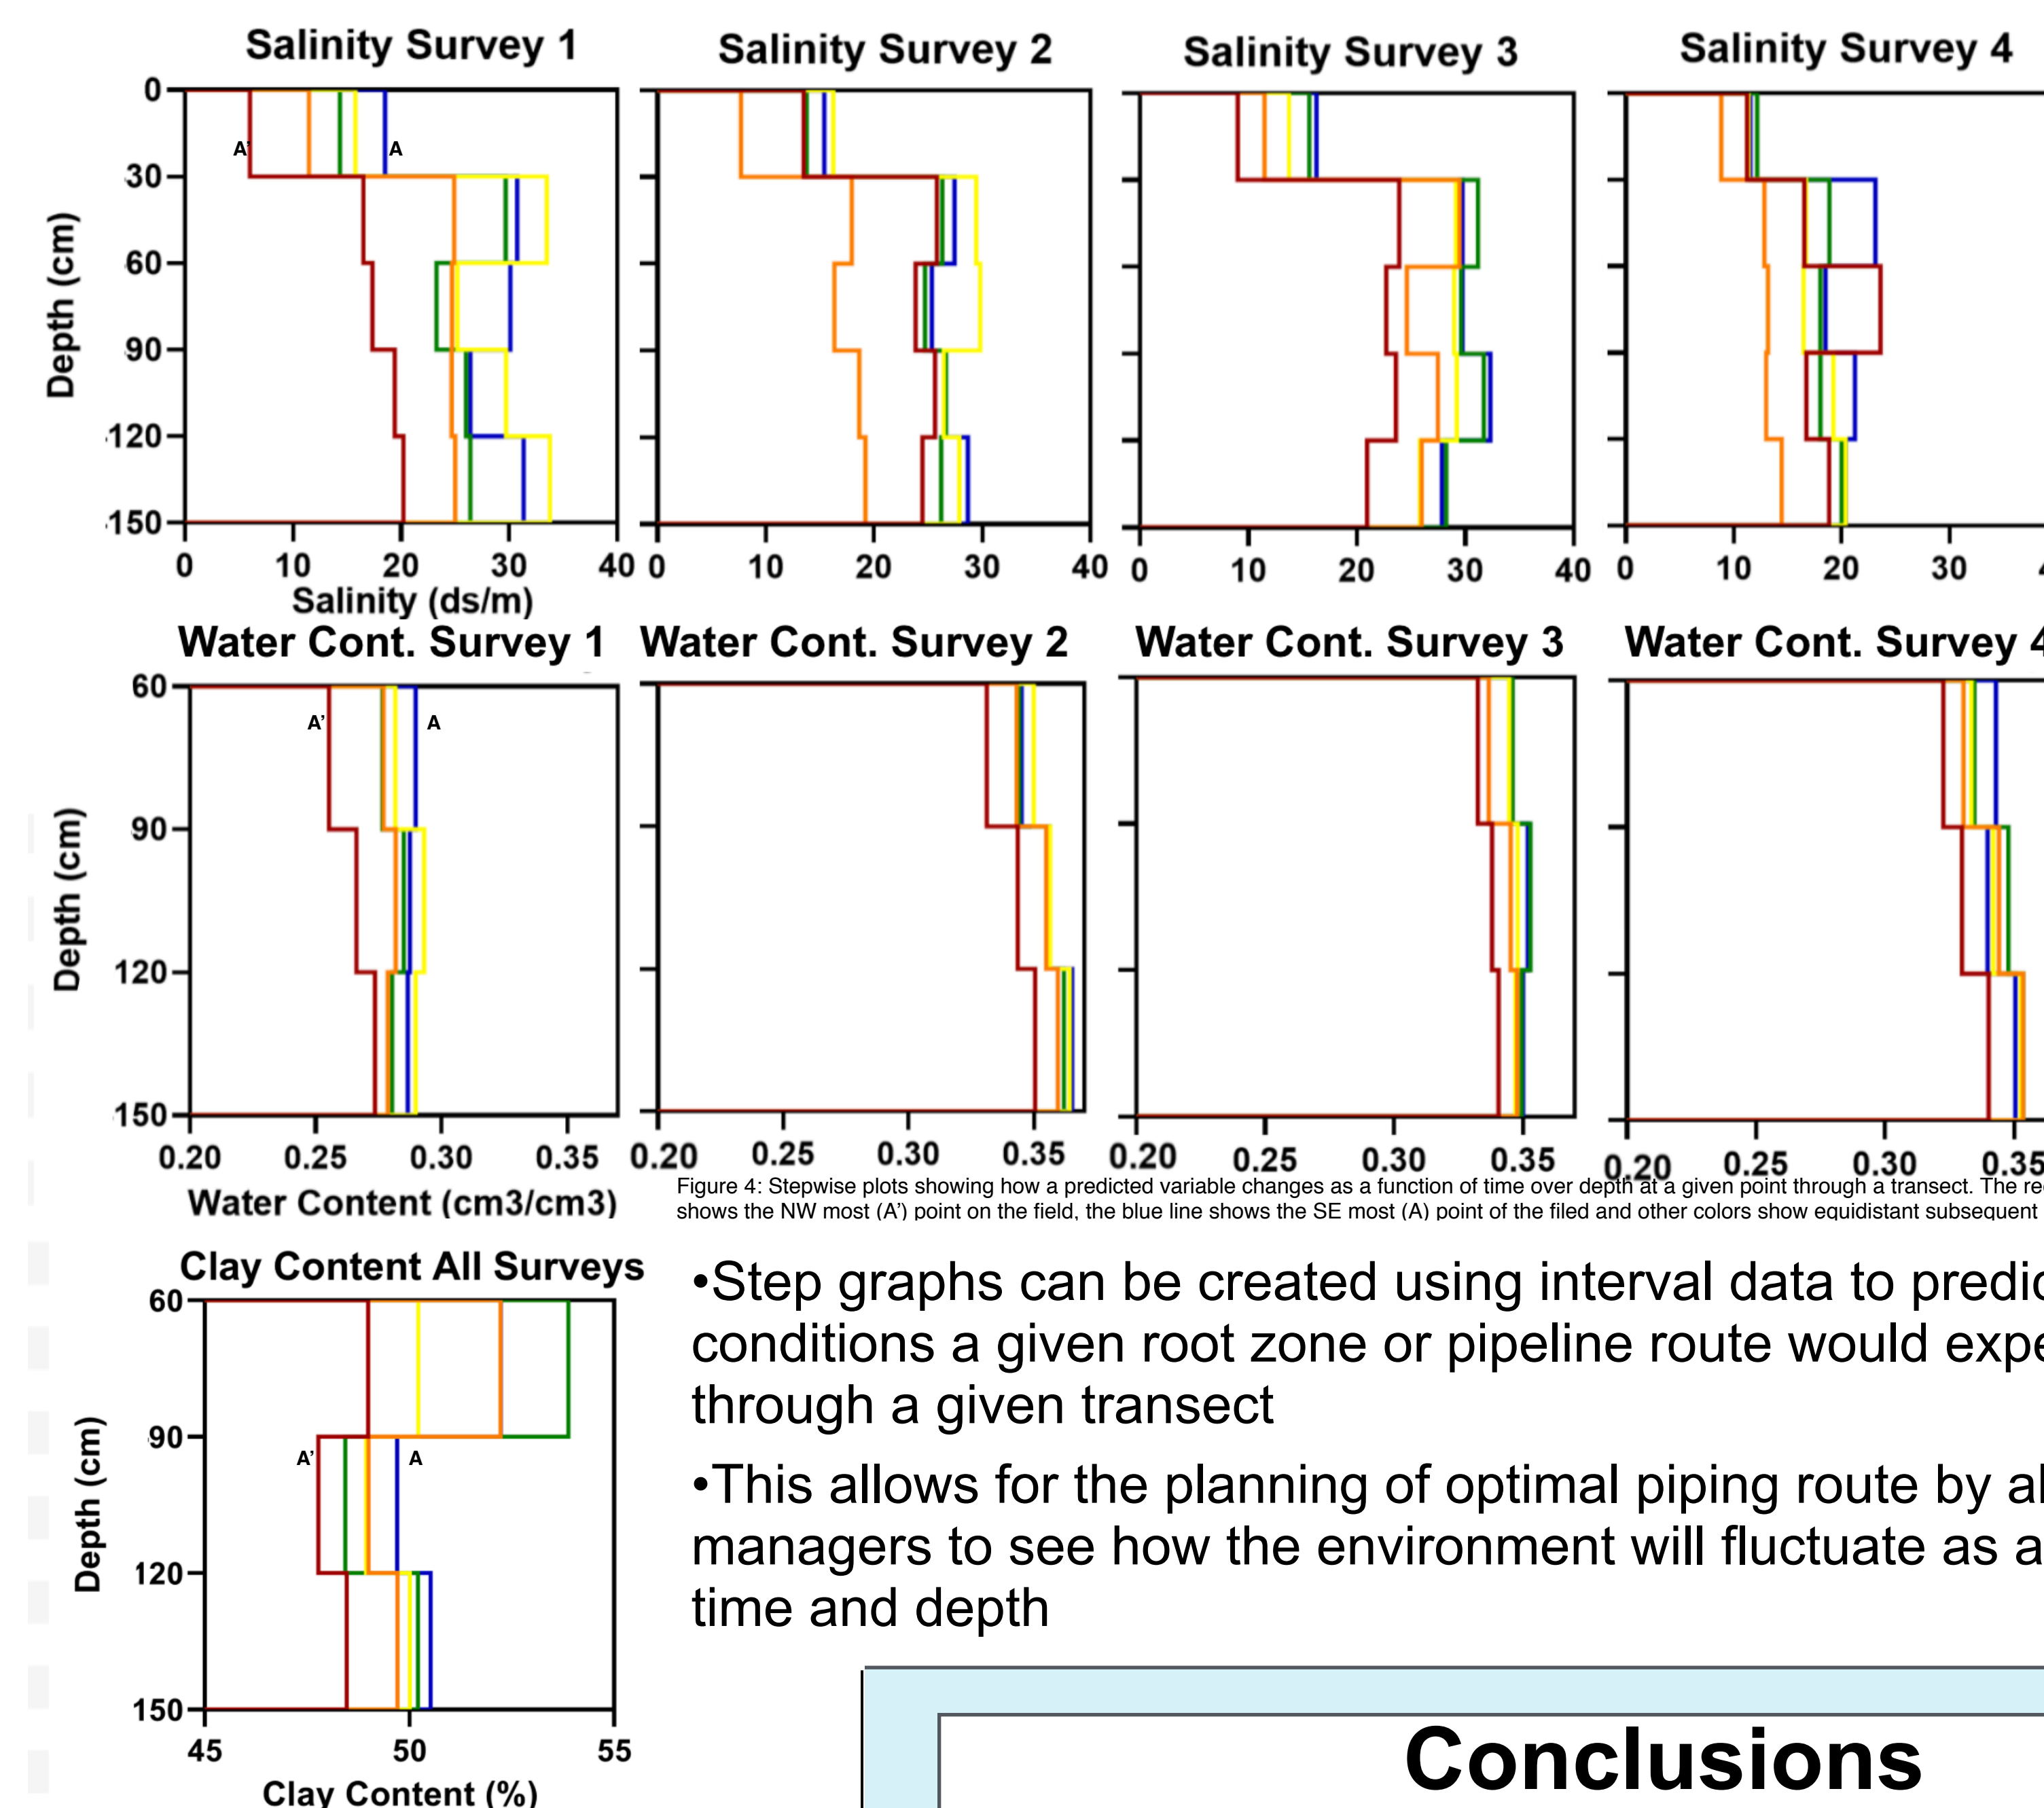 Salinity Survey 1
Salinity Survey 2
Salinity Survey 3
Salinity Survey 4
0
30
60
90
120
150
Depth (cm)
A'
A
0 10 20 30 40
0 10 20 30 40
0 10 20 30 40
0 10 20 30
Salinity (ds/m)
Water Cont. Survey 1
Water Cont. Survey 2
Water Cont. Survey 3
Water Cont. Survey 4
60
90
120
150
Depth (cm)
A'
A
0.20 0.25 0.30 0.35
0.20 0.25 0.30 0.35
0.20 0.25 0.30 0.35
0.20 0.25 0.30 0.35
Water Content (cm3/cm3)
Figure 4: Stepwise plots showing how a predicted variable changes as a function of time over depth at a given point through a transect. The
shows the NW most (A') point on the field, the blue line shows the SE most (A) point of the filed and other colors show equidistant subsequent
Clay Content All Surveys
60
90
120
150
Depth (cm)
A'
A
45 50 55
Clay Content (%)
•Step graphs can be created using interval data to
conditions a given root zone or pipeline route would
through a given transect
•This allows for the planning of optimal piping route by
managers to see how the environment will fluctuate as a
time and depth
Conclusions